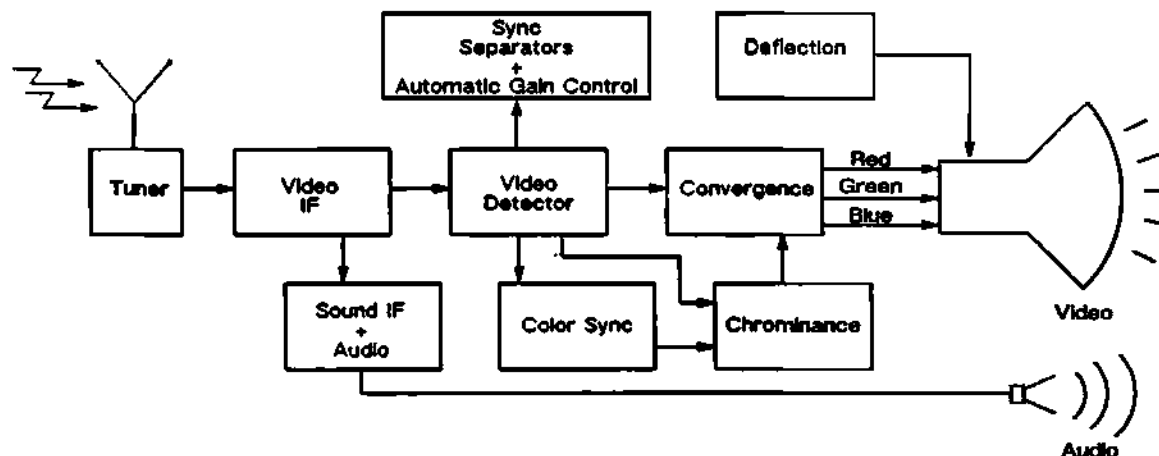 Sync
Separators
+
Automatic Gain Control
Deflection
Tuner
Video
IF
Video
Detector
Convergence
Red
Green
Blue
Sound IF
+
Audio
Color Sync
Chrominance
Video
Audio